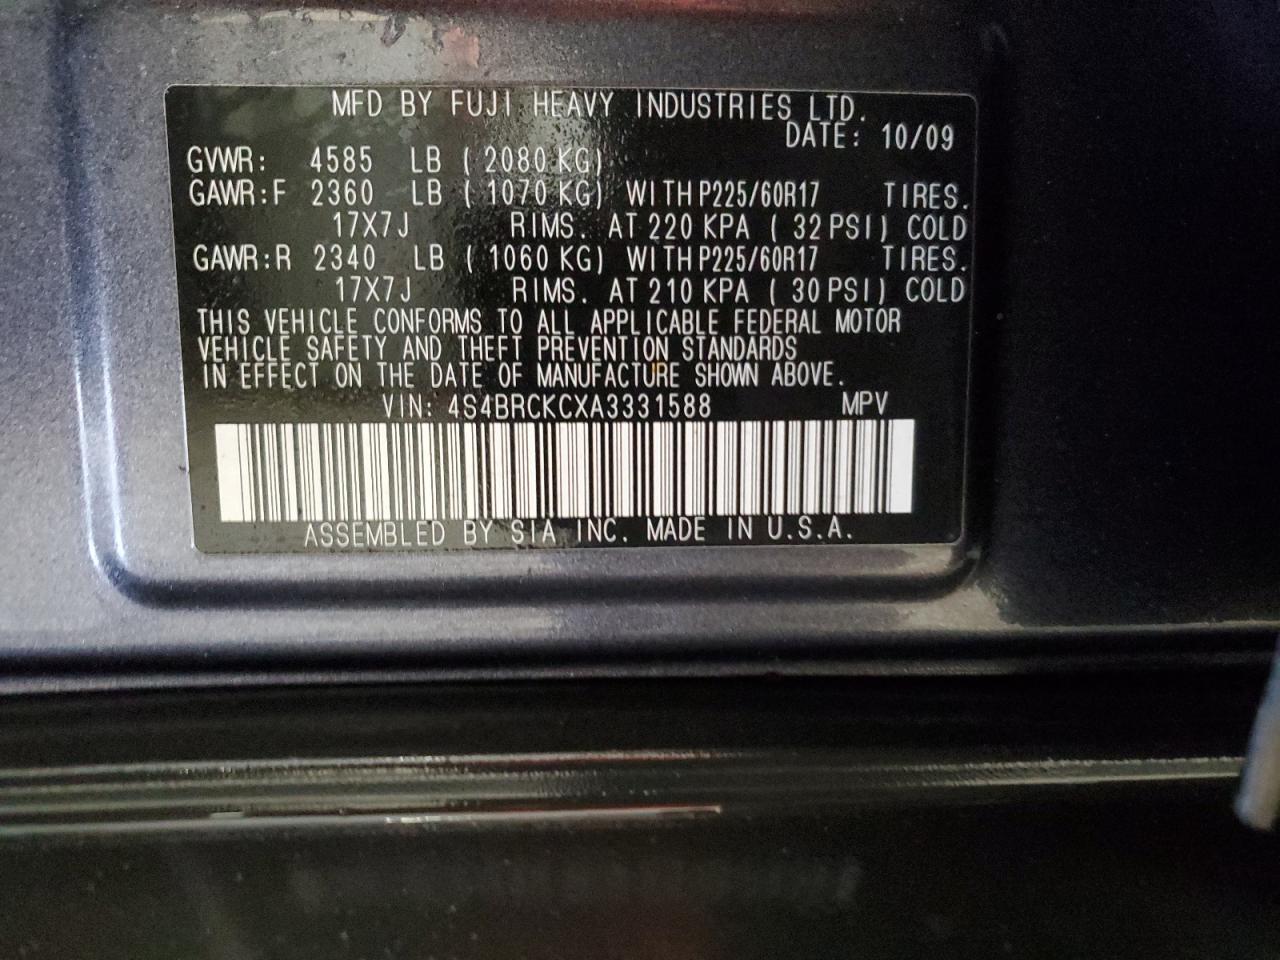 MFD BY FUJI HEAVY INDUSTRIES LTD.
DATE: 10/09
GVWR: 4585 LB ( 2080 KG)
GAWR:F 2360 LB ( 1070 KG) WITH P225/60R17 TIRES.
17X7J RIMS. AT 220 KPA ( 32 PSI) COLD
GAWR:R 2340 LB ( 1060 KG) WITH P225/60R17 TIRES.
17X7J RIMS. AT 210 KPA ( 30 PSI) COLD
THIS VEHICLE CONFORMS TO ALL APPLICABLE FEDERAL MOTOR
VEHICLE SAFETY AND THEFT PREVENTION STANDARDS
IN EFFECT ON THE DATE OF MANUFACTURE SHOWN ABOVE.
VIN: 4S4BRCKCXA3331588 MPV
ASSEMBLED BY SIA INC. MADE IN U.S.A.